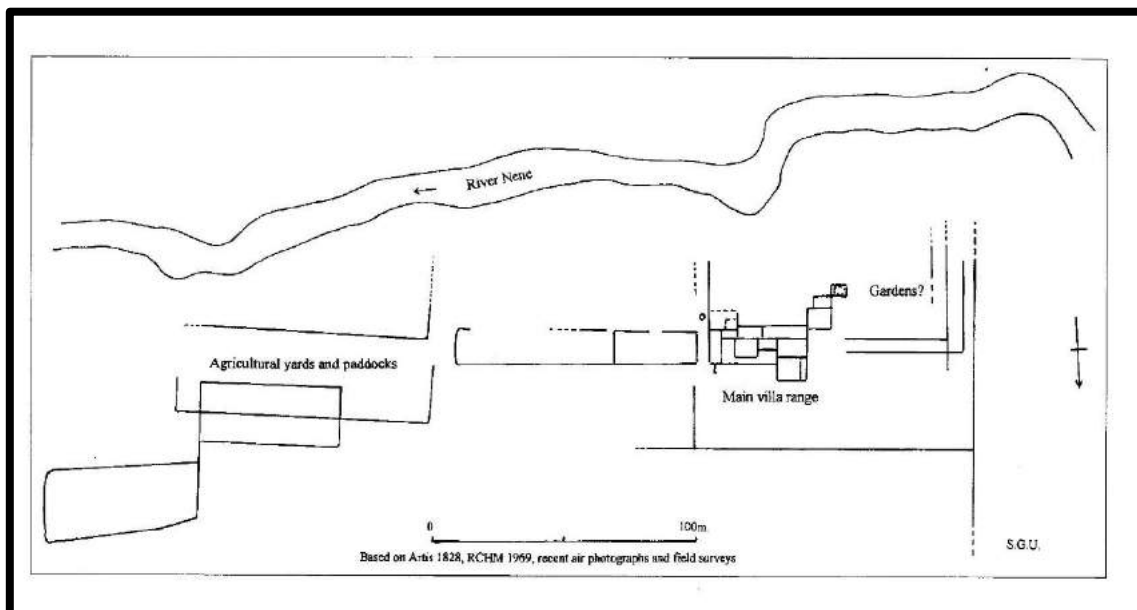 River Nene
Gardens?
Agricultural yards and paddocks
Main villa range
0 100m.
S.G.U.
Based on Artis 1828, RCHM 1969, recent air photographs and field surveys